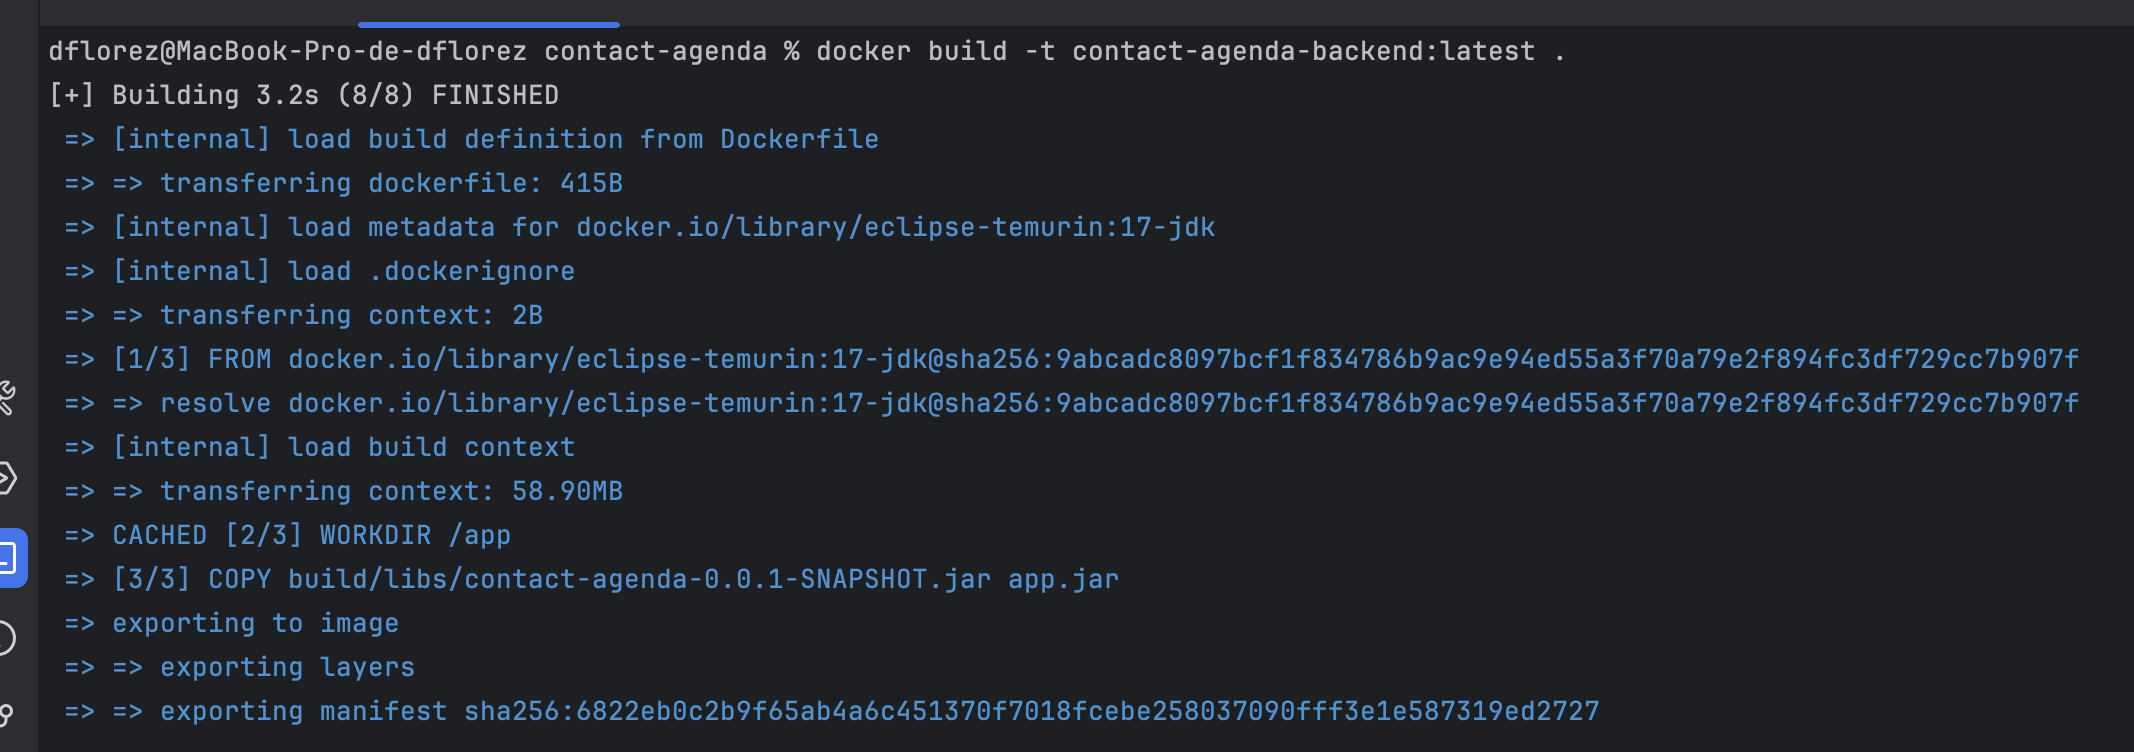 dflorez@MacBook-Pro-de-dflorez contact-agenda % docker build -t contact-agenda-backend:latest .
[+] Building 3.2s (8/8) FINISHED
=> [internal] load build definition from Dockerfile
=> => transferring dockerfile: 415B
=> [internal] load metadata for docker.io/library/eclipse-temurin:17-jdk
=> [internal] load .dockerignore
=> => transferring context: 2B
=> [1/3] FROM docker.io/library/eclipse-temurin:17-jdk@sha256:9abcadc8097bcf1f834786b9ac9e94ed55a3f70a79e2f894fc3df729cc7b907f
=> => resolve docker.io/library/eclipse-temurin:17-jdk@sha256:9abcadc8097bcf1f834786b9ac9e94ed55a3f70a79e2f894fc3df729cc7b907f
=> [internal] load build context
=> => transferring context: 58.90MB
=> CACHED [2/3] WORKDIR /app
=> [3/3] COPY build/libs/contact-agenda-0.0.1-SNAPSHOT.jar app.jar
=> exporting to image
=> => exporting layers
=> => exporting manifest sha256:6822eb0c2b9f65ab4a6c451370f7018fcebe258037090fff3e1e587319ed2727